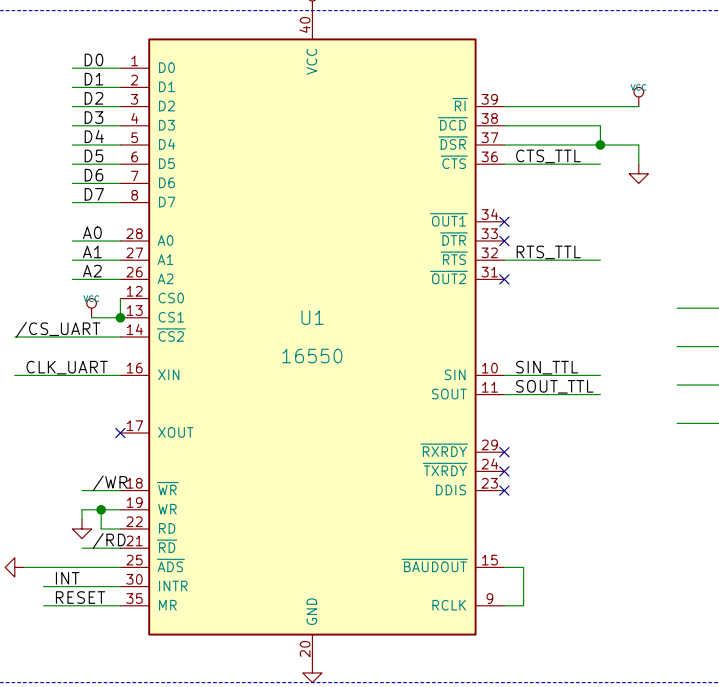 40
VCC
D0 1 D0
D1 2 D1
D2 3 D2
D3 4 D3
D4 5 D4
D5 6 D5
D6 7 D6
D7 8 D7
A0 28 A0
A1 27 A1
A2 26 A2
VCC
12 CS0
13 CS1
/CS_UART 14 CS2
CLK_UART 16 XIN
17 XOUT
/WR 18 WR
19 WR
22 RD
/RD 21 RD
25 ADS
INT 30 INTR
RESET 35 MR
U1
16550
VCC
RI 39
DCD 38
DSR 37
CTS 36 CTS_TTL
OUT1 34
DTR 33
RTS 32 RTS_TTL
OUT2 31
SIN 10 SIN_TTL
SOUT 11 SOUT_TTL
RXRDY 29
TXRDY 24
DDIS 23
BAUDOUT 15
RCLK 9
GND
20